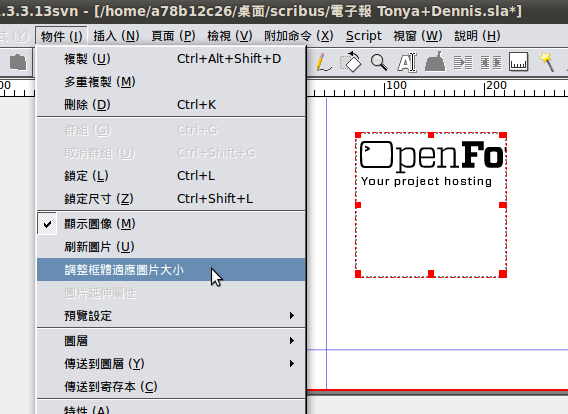 .3.3.13svn - [/home/a78b12c26/桌面/scribus/電子報 Tonya+Dennis.sla*]
物件 (I) 插入 (N) 頁面 (P) 檢視 (V) 附加命令 (X) Script 視窗 (W) 說明 (H)
複製 (U) Ctrl+Alt+Shift+D
多重複製 (M)
刪除 (D) Ctrl+K
群組 (G) Ctrl+G
取消群組 (U) Ctrl+Shift+G
鎖定 (L) Ctrl+L
鎖定尺寸 (Z) Ctrl+Shift+L
顯示圖像 (M)
刷新圖片 (U)
調整框體適應圖片大小
圖片延伸屬性
預覽設定
圖層
傳送到圖層 (Y)
傳送到寄存本 (C)
特性 (A)
00 100 200
OpenFo
Your project hosting